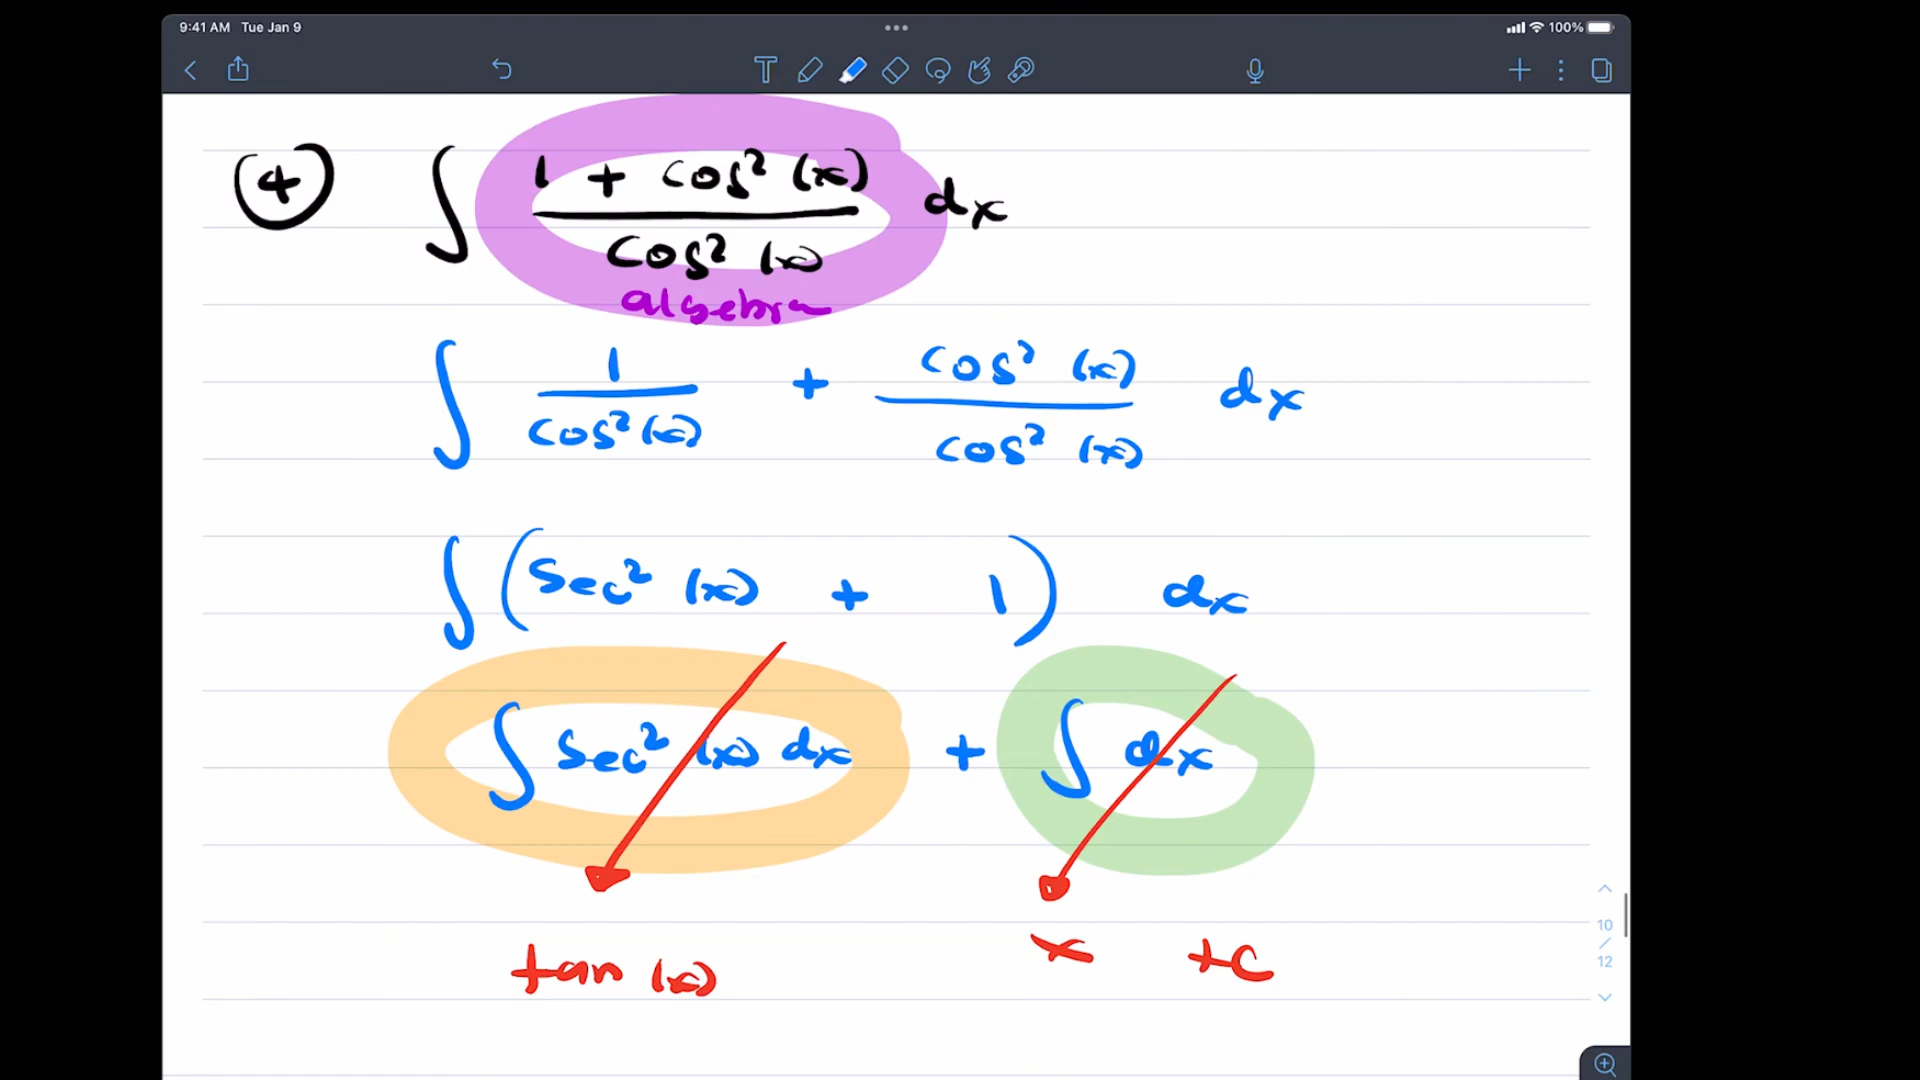 9:41 AM Tue Jan 9 100%
④ ∫ (1 + cos² (x)) / (cos² (x)) dx
algebra
∫ 1 / (cos² (x)) + (cos² (x)) / (cos² (x)) dx
∫ (sec² (x) + 1) dx
∫ sec² (x) dx + ∫ dx
tan (x) x +C
10
/
12